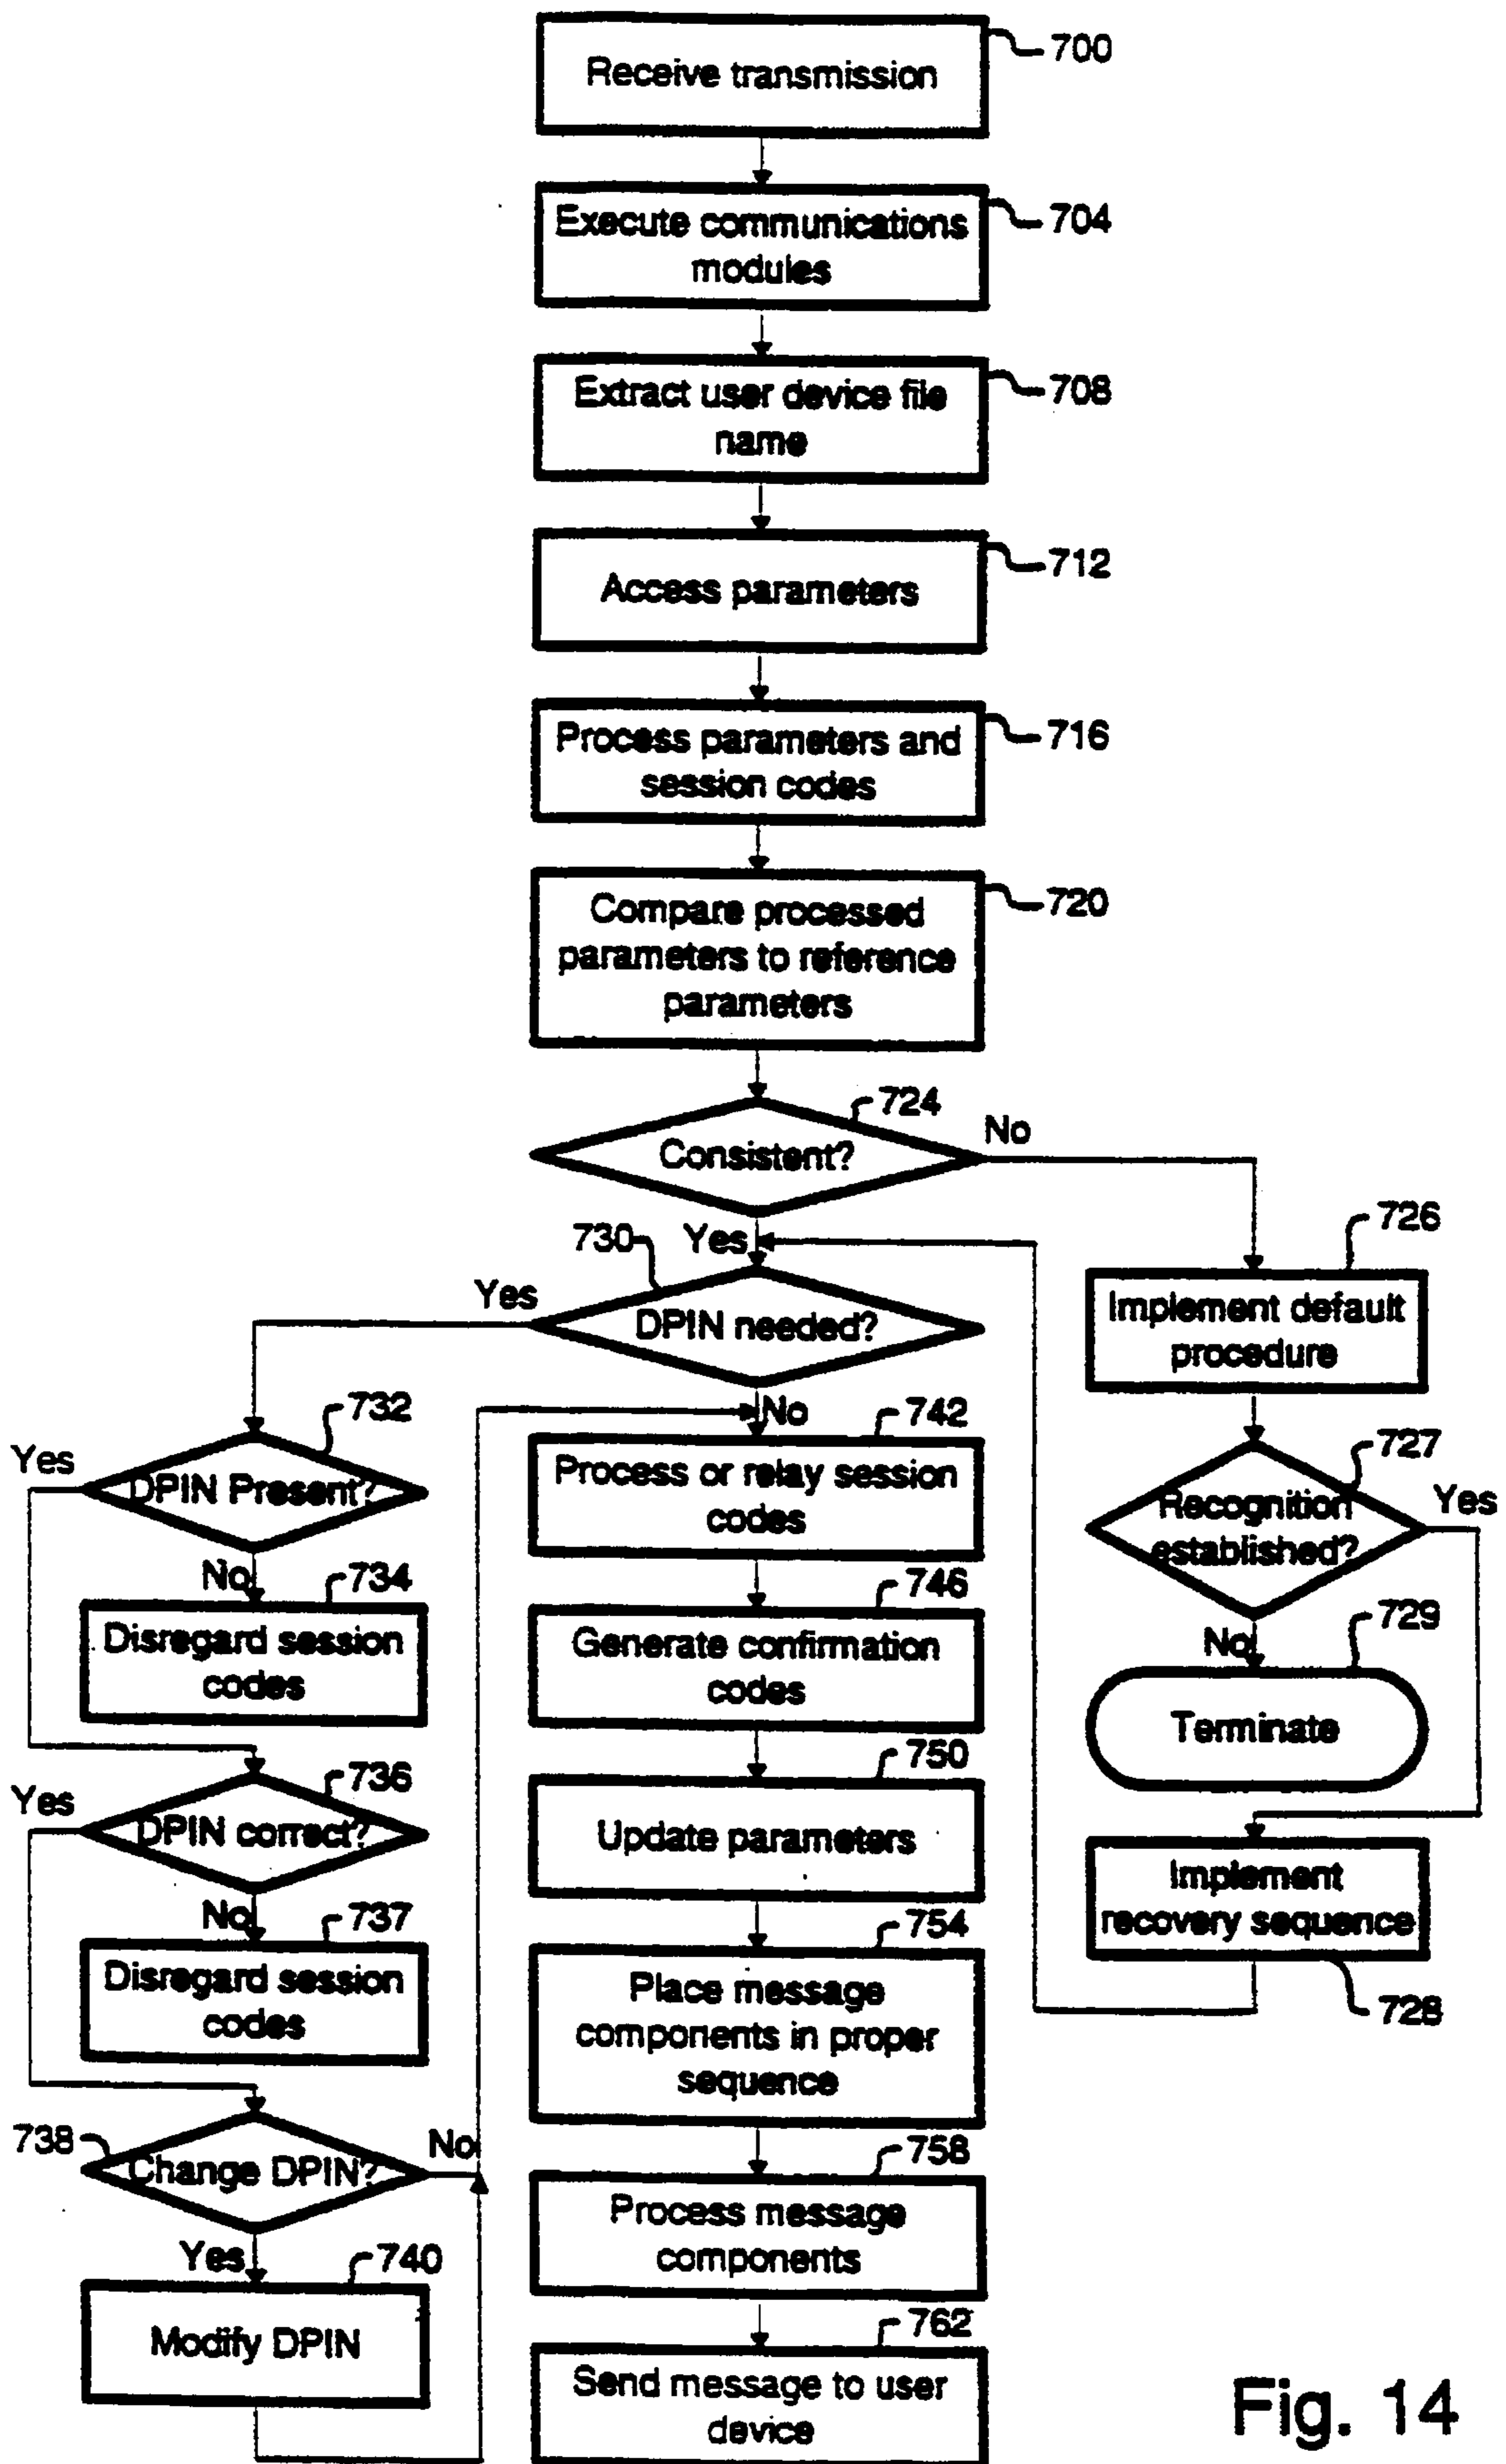 700
Receive transmission
704
Execute communications
modules
708
Extract user device file
name
712
Access parameters
716
Process parameters and
session codes
720
Compare processed
parameters to reference
parameters
724
Consistent?
No
Yes
726
Implement default
procedure
727
Recognition
established?
Yes
No
729
Terminate
Implement
recovery sequence
728
730
DPIN needed?
Yes
No
732
DPIN Present?
Yes
No
734
Disregard session
codes
736
DPIN correct?
Yes
No
737
Disregard session
codes
738
Change DPIN?
No
Yes
740
Modify DPIN
742
Process or relay session
codes
746
Generate confirmation
codes
750
Update parameters
754
Place message
components in proper
sequence
758
Process message
components
762
Send message to user
device
Fig. 14